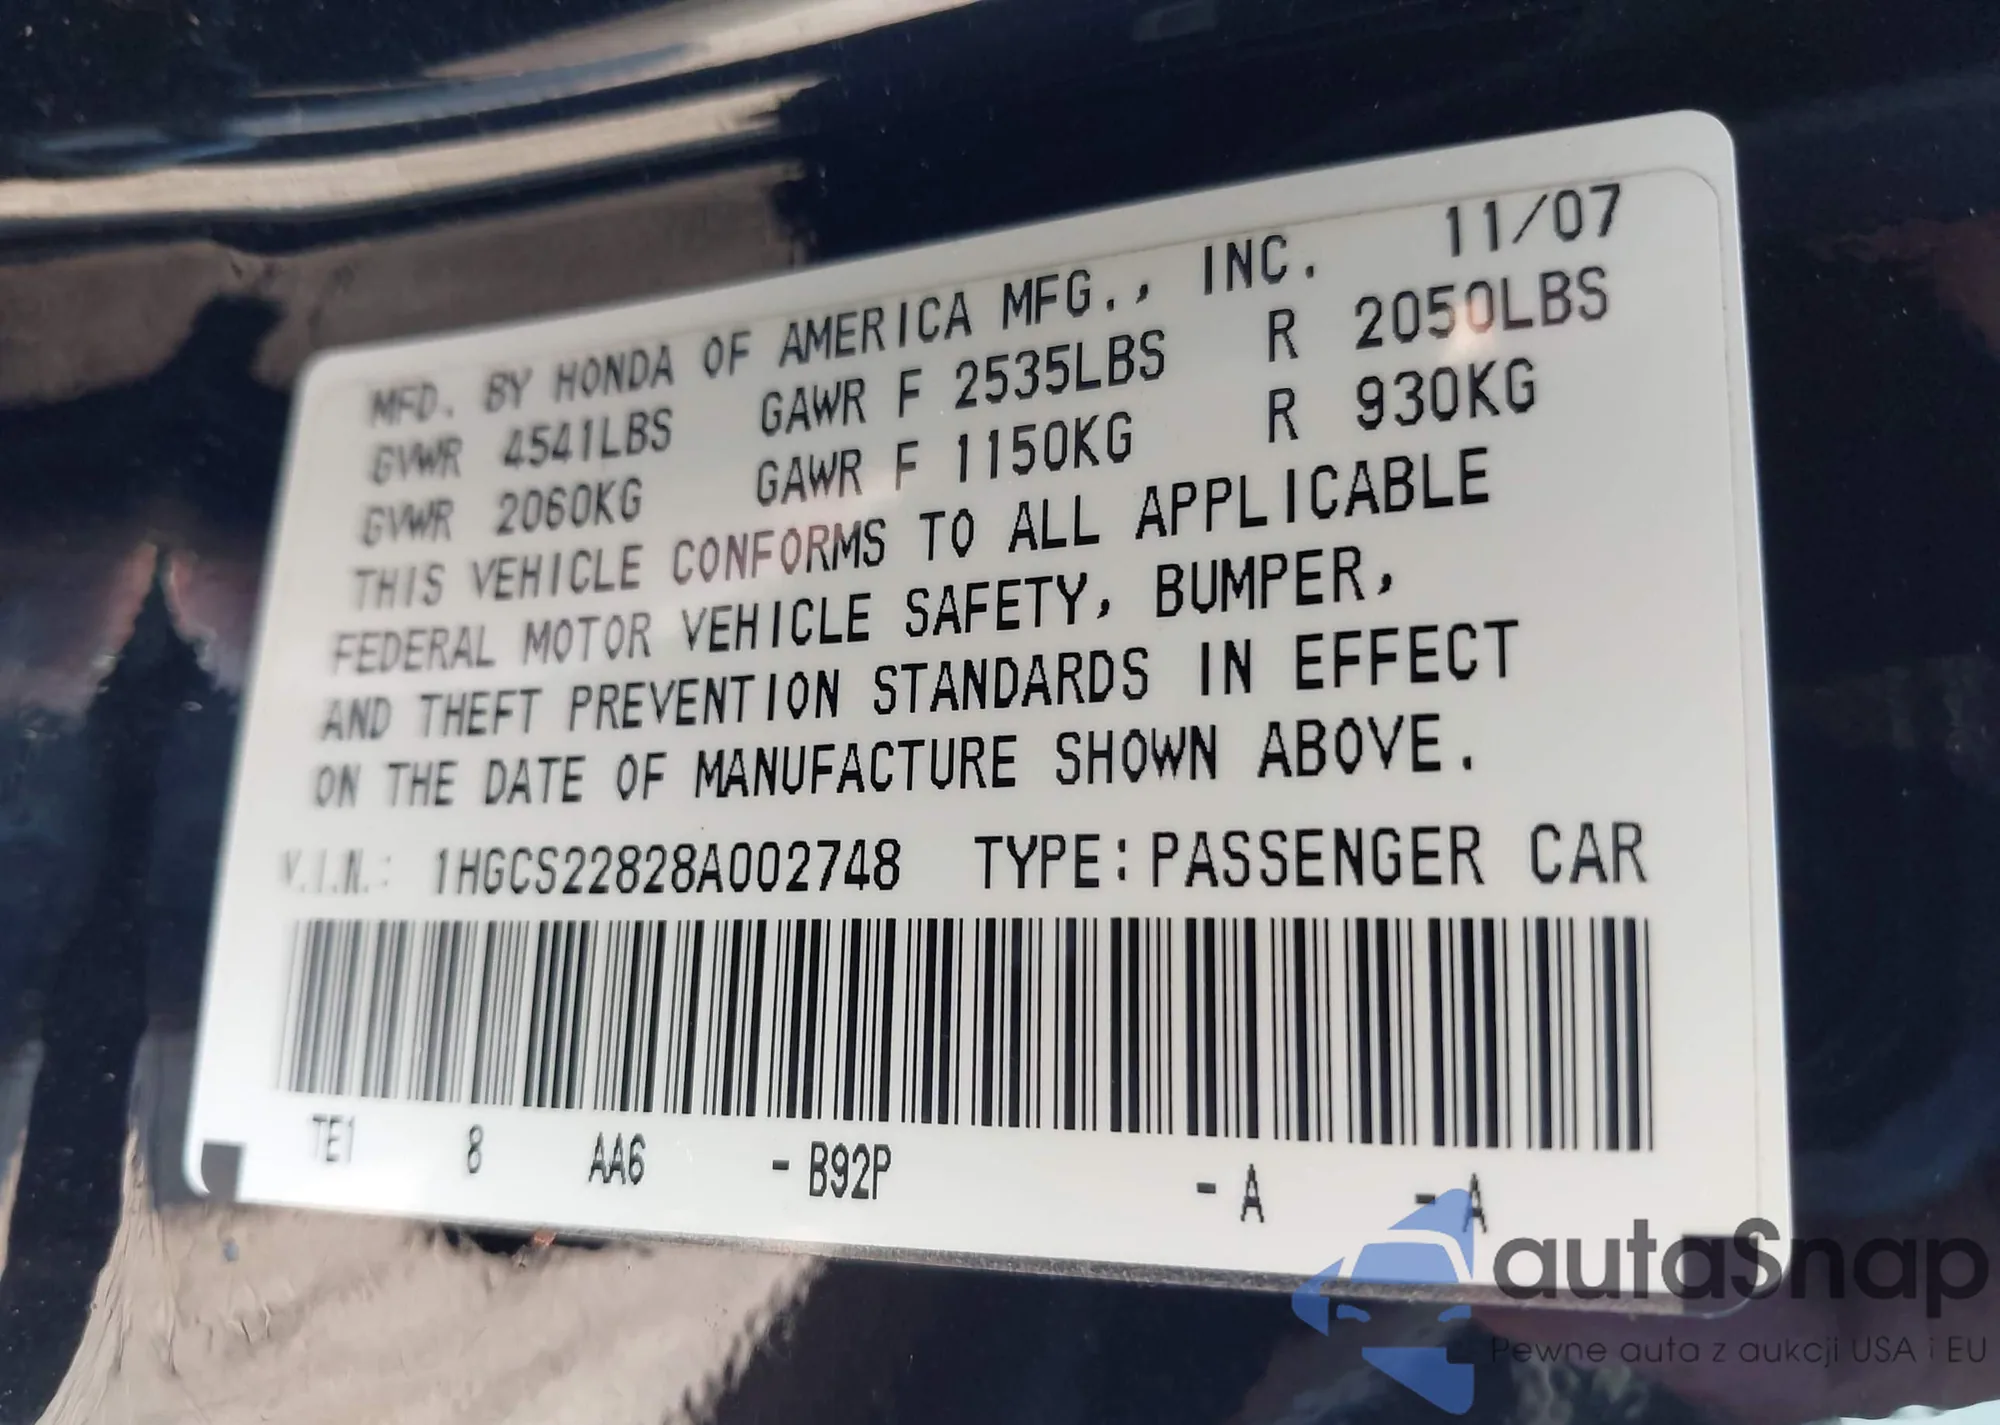 MFD. BY HONDA OF AMERICA MFG., INC. 11/07
GVWR 4541LBS GAWR F 2535LBS R 2050LBS
GVWR 2060KG GAWR F 1150KG R 930KG
THIS VEHICLE CONFORMS TO ALL APPLICABLE
FEDERAL MOTOR VEHICLE SAFETY, BUMPER,
AND THEFT PREVENTION STANDARDS IN EFFECT
ON THE DATE OF MANUFACTURE SHOWN ABOVE.
V.I.N.: 1HGCS22828A002748 TYPE:PASSENGER CAR
TE1 8 AA6 -B92P -A -A
autaSnap
Pewne auta z aukcji USA i EU